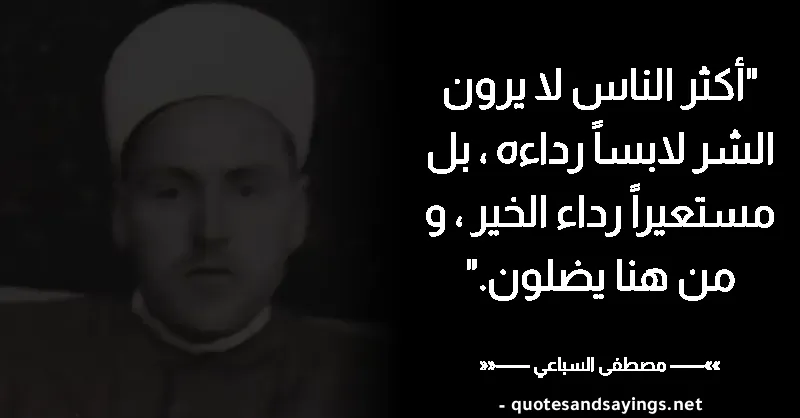 "أكثر الناس لا يرون
الشر لابساً رداءه ، بل
مستعيراً رداء الخير ، و
من هنا يضلون."
»»—— مصطفى السباعي ——««
- quotesandsayings.net